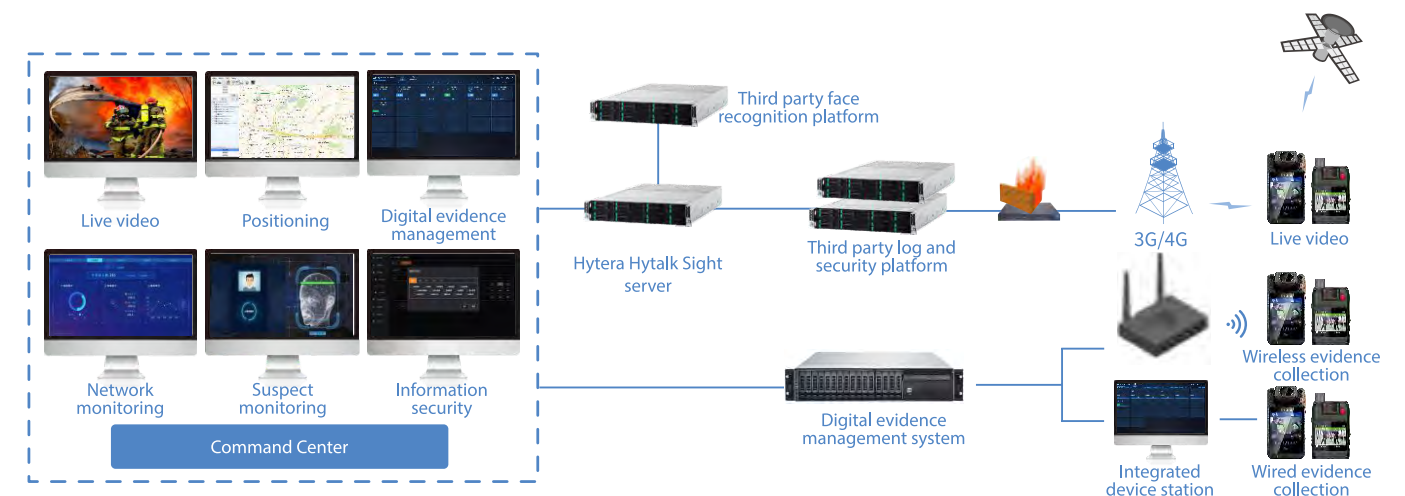 Live video
Positioning
Digital evidence
management
Network
monitoring
Suspect
monitoring
Information
security
Command Center
Third party face
recognition platform
Hytera Hytalk Sight
server
Third party log and
security platform
3G/4G
Live video
Digital evidence
management system
Wireless evidence
collection
Integrated
device station
Wired evidence
collection